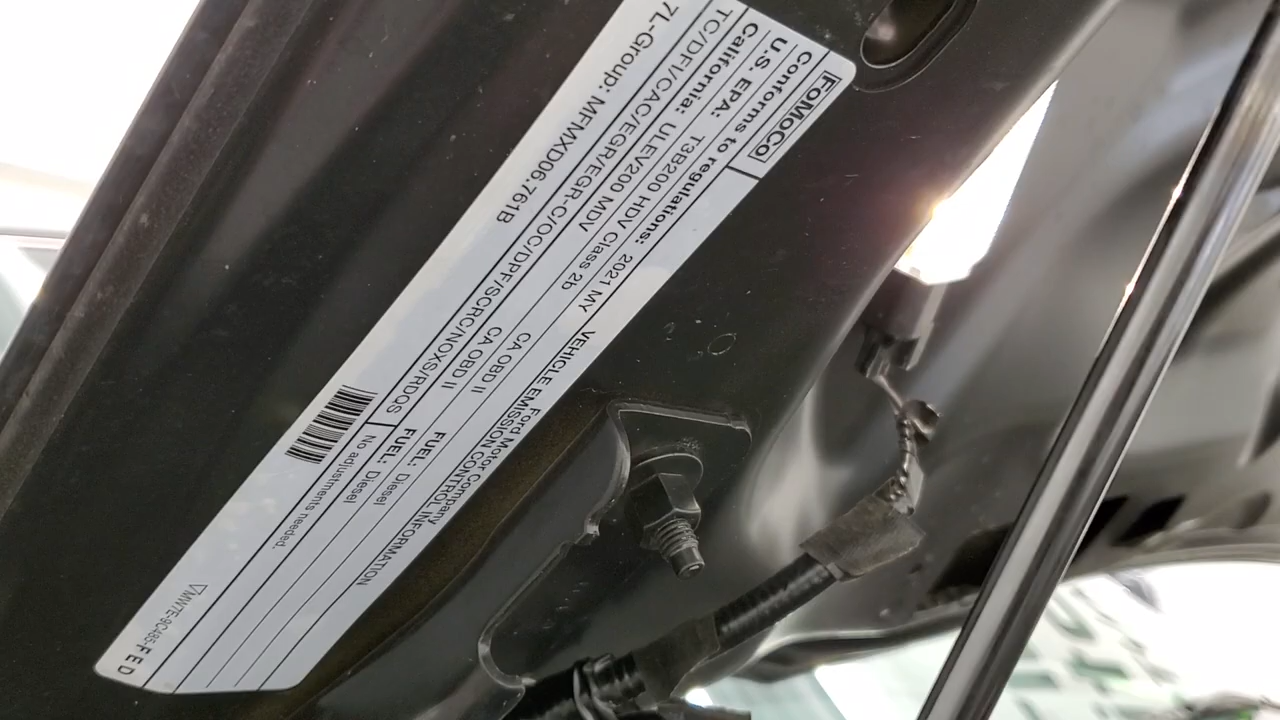 FoMoCo
Ford Motor Company
VEHICLE EMISSION CONTROL INFORMATION
Conforms to regulations: 2021 MY
U.S. EPA: T3B200 HDV Class 2b CA OBD II FUEL: Diesel
California: ULEV200 MDV CA OBD II FUEL: Diesel
TC/DFI/CAC/EGR/EGR-C/OC/DPF/SCRC/NOXS/RDQS No adjustments needed.
7L-Group: MFMXD06.761B
MW7E-9C485-FED